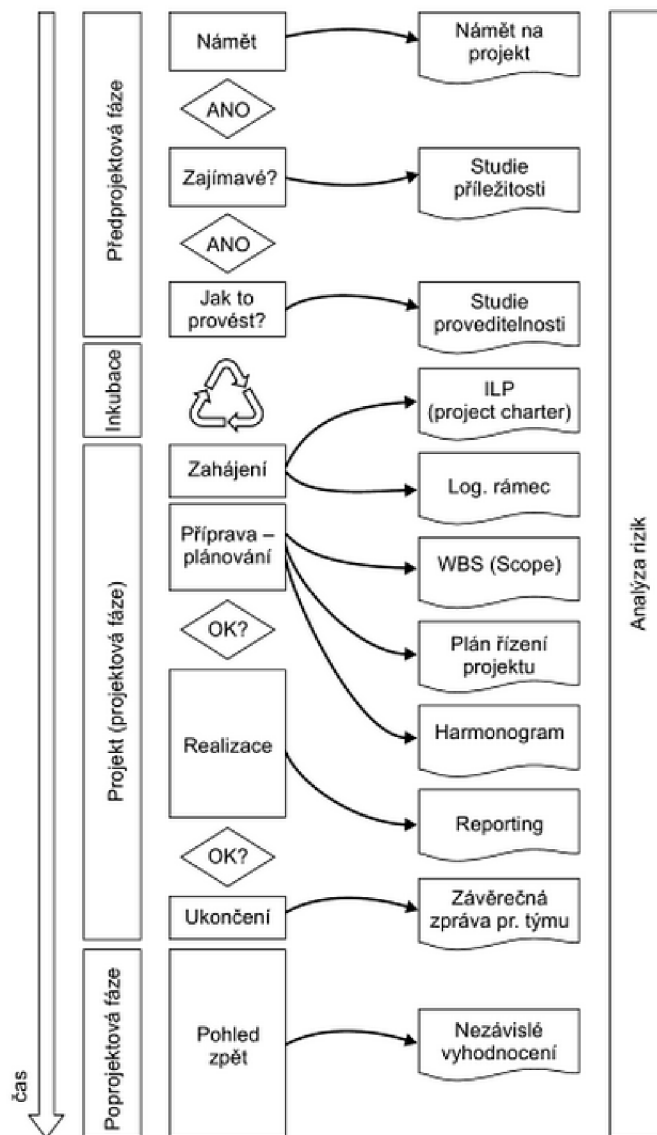 Námět
Námět na
projekt
ANO
Předprojektová fáze
Zajímavé?
Studie
příležitosti
ANO
Jak to
provést?
Studie
proveditelnosti
Inkubace
ILP
(project charter)
Zahájení
Log. rámec
Příprava –
plánování
WBS (Scope)
Analýza rizik
OK?
Plán řízení
projektu
Projekt (projektová fáze)
Realizace
Harmonogram
Reporting
OK?
Ukončení
Závěrečná
zpráva pr. týmu
Poprojektová fáze
Pohled
zpět
Nezávislé
vyhodnocení
čas